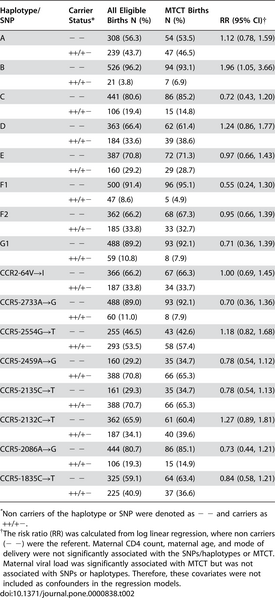 Haplotype/ SNP Carrier Status* All Eligible Births N (%) MTCT Births N (%) RR (95% CI)†
A − − 308 (56.3) 54 (53.5) 1.12 (0.78, 1.59)
++/+− 239 (43.7) 47 (46.5)
B − − 526 (96.2) 94 (93.1) 1.96 (1.05, 3.66)
++/+− 21 (3.8) 7 (6.9)
C − − 441 (80.6) 86 (85.2) 0.72 (0.43, 1.20)
++/+− 106 (19.4) 15 (14.8)
D − − 363 (66.4) 62 (61.4) 1.24 (0.86, 1.77)
++/+− 184 (33.6) 39 (38.6)
E − − 387 (70.8) 72 (71.3) 0.97 (0.66, 1.43)
++/+− 160 (29.2) 29 (28.7)
F1 − − 500 (91.4) 96 (95.1) 0.55 (0.24, 1.30)
++/+− 47 (8.6) 5 (4.9)
F2 − − 362 (66.2) 68 (67.3) 0.95 (0.66, 1.39)
++/+− 185 (33.8) 33 (32.7)
G1 − − 488 (89.2) 93 (92.1) 0.71 (0.36, 1.39)
++/+− 59 (10.8) 8 (7.9)
CCR2-64V→I − − 366 (66.2) 67 (66.3) 1.00 (0.69, 1.45)
++/+− 187 (33.8) 34 (33.7)
CCR5-2733A→G − − 488 (89.0) 93 (92.1) 0.70 (0.36, 1.36)
++/+− 60 (11.0) 8 (7.9)
CCR5-2554G→T − − 255 (46.5) 43 (42.6) 1.18 (0.82, 1.68)
++/+− 293 (53.5) 58 (57.4)
CCR5-2459A→G − − 160 (29.2) 35 (34.7) 0.78 (0.54, 1.12)
++/+− 388 (70.8) 66 (65.3)
CCR5-2135C→T − − 161 (29.3) 35 (34.7) 0.78 (0.54, 1.13)
++/+− 388 (70.7) 66 (65.3)
CCR5-2132C→T − − 362 (65.9) 61 (60.4) 1.27 (0.89, 1.81)
++/+− 187 (34.1) 40 (39.6)
CCR5-2086A→G − − 444 (80.7) 86 (85.1) 0.73 (0.44, 1.21)
++/+− 106 (19.3) 15 (14.9)
CCR5-1835C→T − − 325 (59.1) 64 (63.4) 0.84 (0.58, 1.21)
++/+− 225 (40.9) 37 (36.6)
*Non carriers of the haplotype or SNP were denoted as − − and carriers as
++/+−.
†The risk ratio (RR) was calculated from log linear regression, where non carriers
(− −) were the referent. Maternal CD4 count, maternal age, and mode of
delivery were not significantly associated with the SNPs/haplotypes or MTCT.
Maternal viral load was significantly associated with MTCT but was not
associated with SNPs or haplotypes. Therefore, these covariates were not
included as confounders in the regression models.
doi:10.1371/journal.pone.0000838.t002